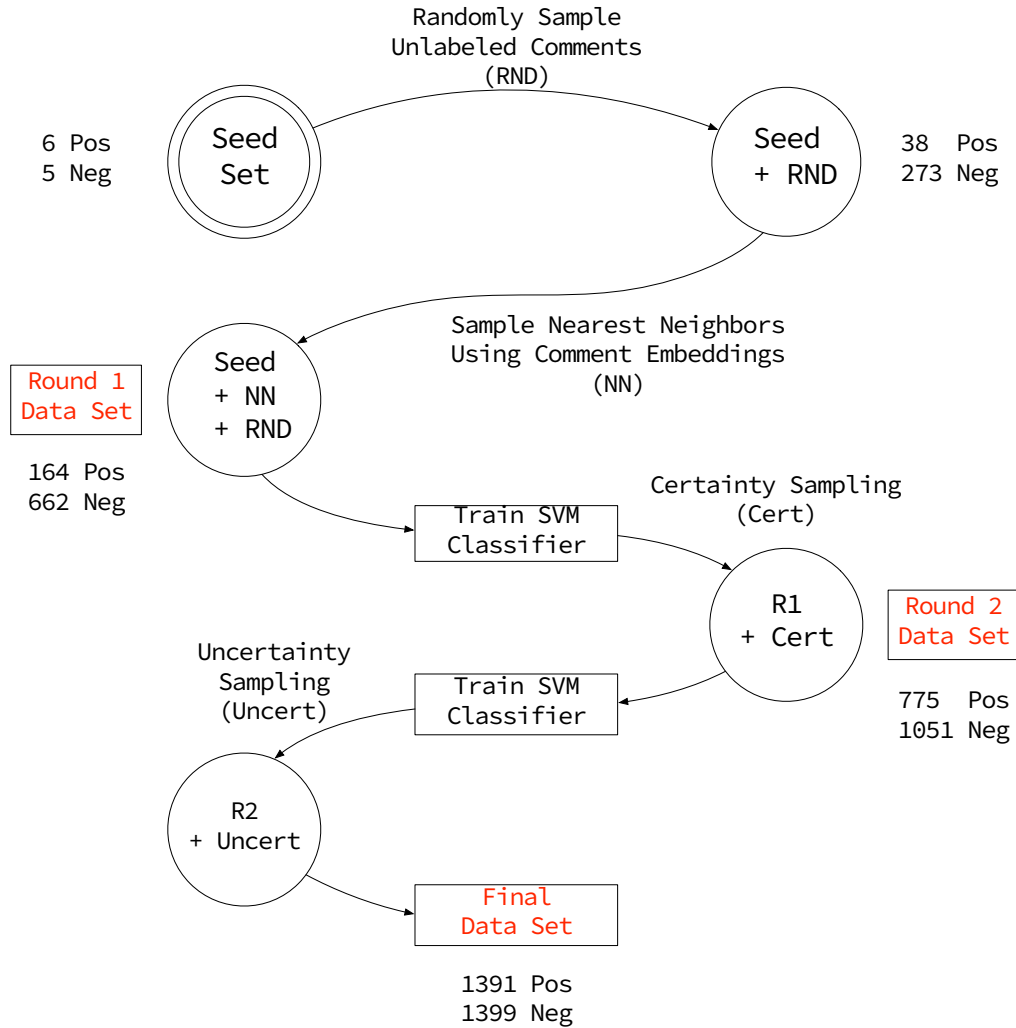 Randomly Sample
Unlabeled Comments
(RND)
6 Pos
5 Neg
Seed
Set
Seed
+ RND
38 Pos
273 Neg
Sample Nearest Neighbors
Using Comment Embeddings
(NN)
Round 1
Data Set
Seed
+ NN
+ RND
164 Pos
662 Neg
Train SVM
Classifier
Certainty Sampling
(Cert)
R1
+ Cert
Round 2
Data Set
775 Pos
1051 Neg
Train SVM
Classifier
Uncertainty
Sampling
(Uncert)
R2
+ Uncert
Final
Data Set
1391 Pos
1399 Neg